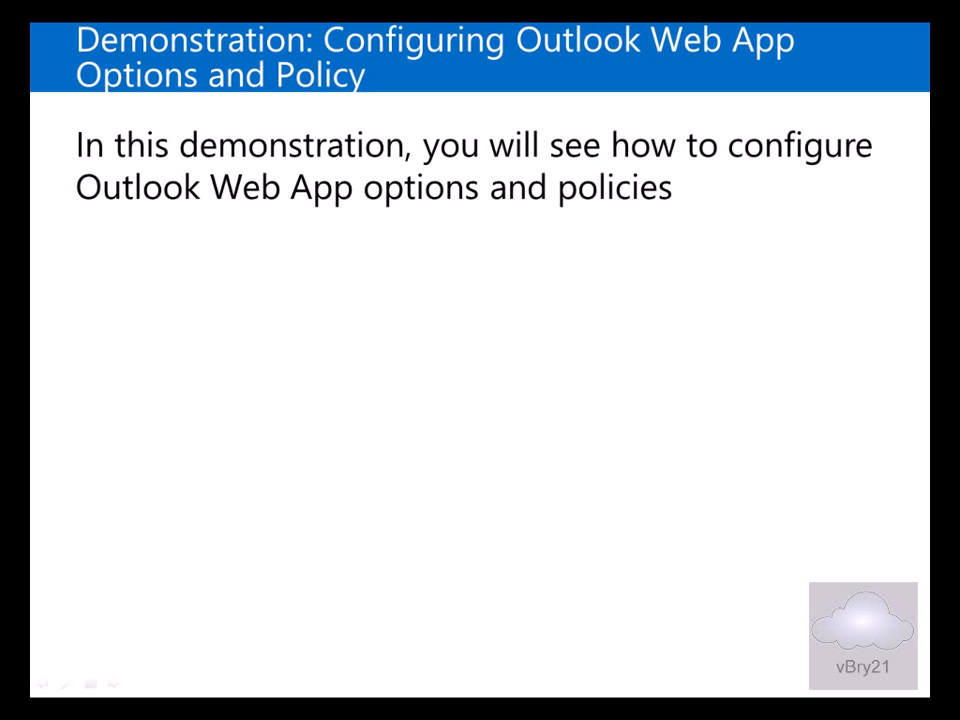 Demonstration: Configuring Outlook Web App
Options and Policy
In this demonstration, you will see how to configure
Outlook Web App options and policies
vBry21